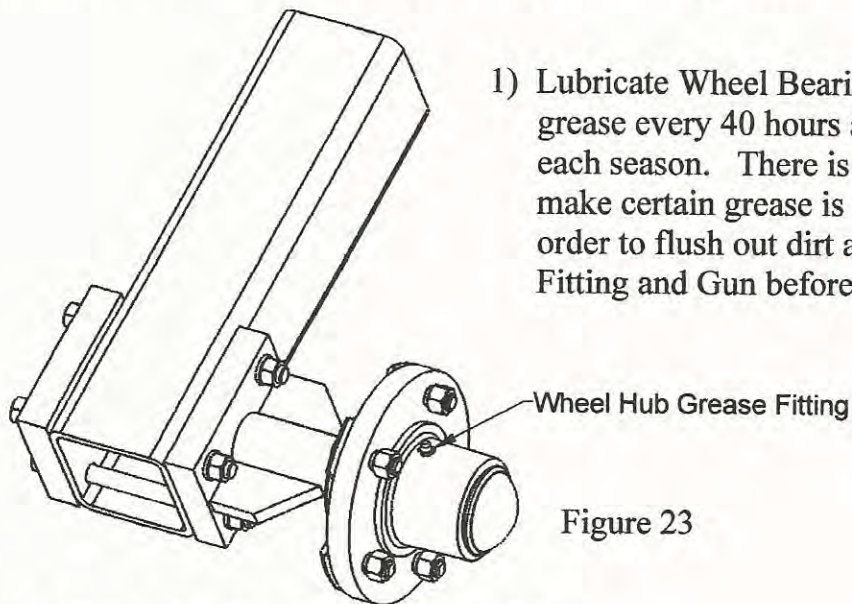 1) Lubricate Wheel
grease every 40 hours
each season. There is
make certain grease is
order to flush out dirt
Fitting and Gun before
Wheel Hub Grease Fitting
Figure 23